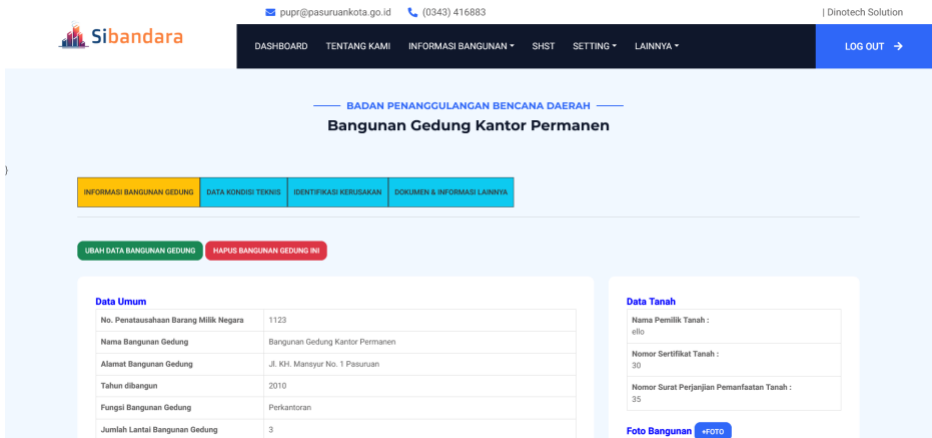 pupr@pasuruankota.go.id (0343) 416883 | Dinotech Solution
Sibandara
DASHBOARD TENTANG KAMI INFORMASI BANGUNAN SHST SETTING LAINNYA LOG OUT →
BADAN PENANGGULANGAN BENCANA DAERAH
Bangunan Gedung Kantor Permanen
}
INFORMASI BANGUNAN GEDUNG DATA KONDISI TEKNIS IDENTIFIKASI KERUSAKAN DOKUMEN & INFORMASI LAINNYA
UBAH DATA BANGUNAN GEDUNG HAPUS BANGUNAN GEDUNG INI
Data Umum
No. Penatausahaan Barang Milik Negara 1123
Nama Bangunan Gedung Bangunan Gedung Kantor Permanen
Alamat Bangunan Gedung Jl. KH. Mansyur No. 1 Pasuruan
Tahun dibangun 2010
Fungsi Bangunan Gedung Perkantoran
Jumlah Lantai Bangunan Gedung 3
Data Tanah
Nama Pemilik Tanah :
ello
Nomor Sertifikat Tanah :
30
Nomor Surat Perjanjian Pemanfaatan Tanah :
35
Foto Bangunan +FOTO